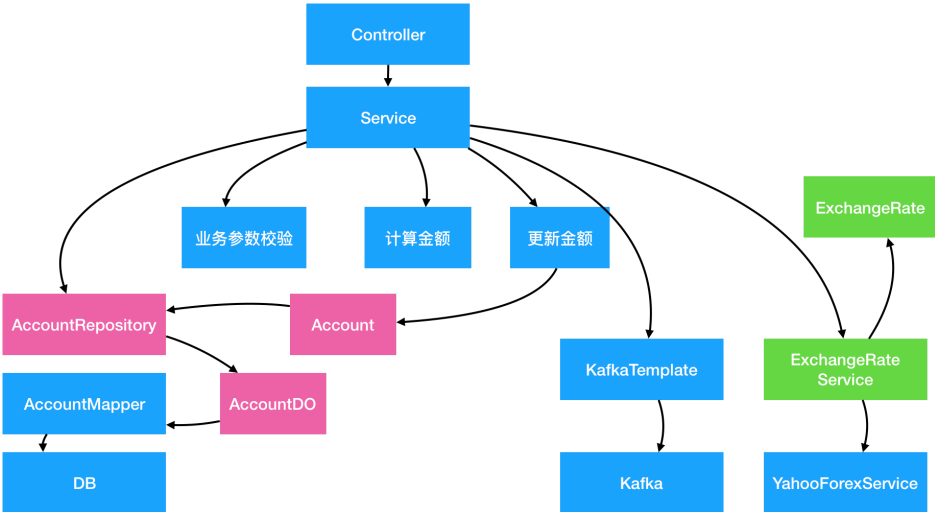 Controller
Service
ExchangeRate
业务参数校验
计算金额
更新金额
AccountRepository
Account
KafkaTemplate
ExchangeRate
Service
AccountMapper
AccountDO
DB
Kafka
YahooForexService